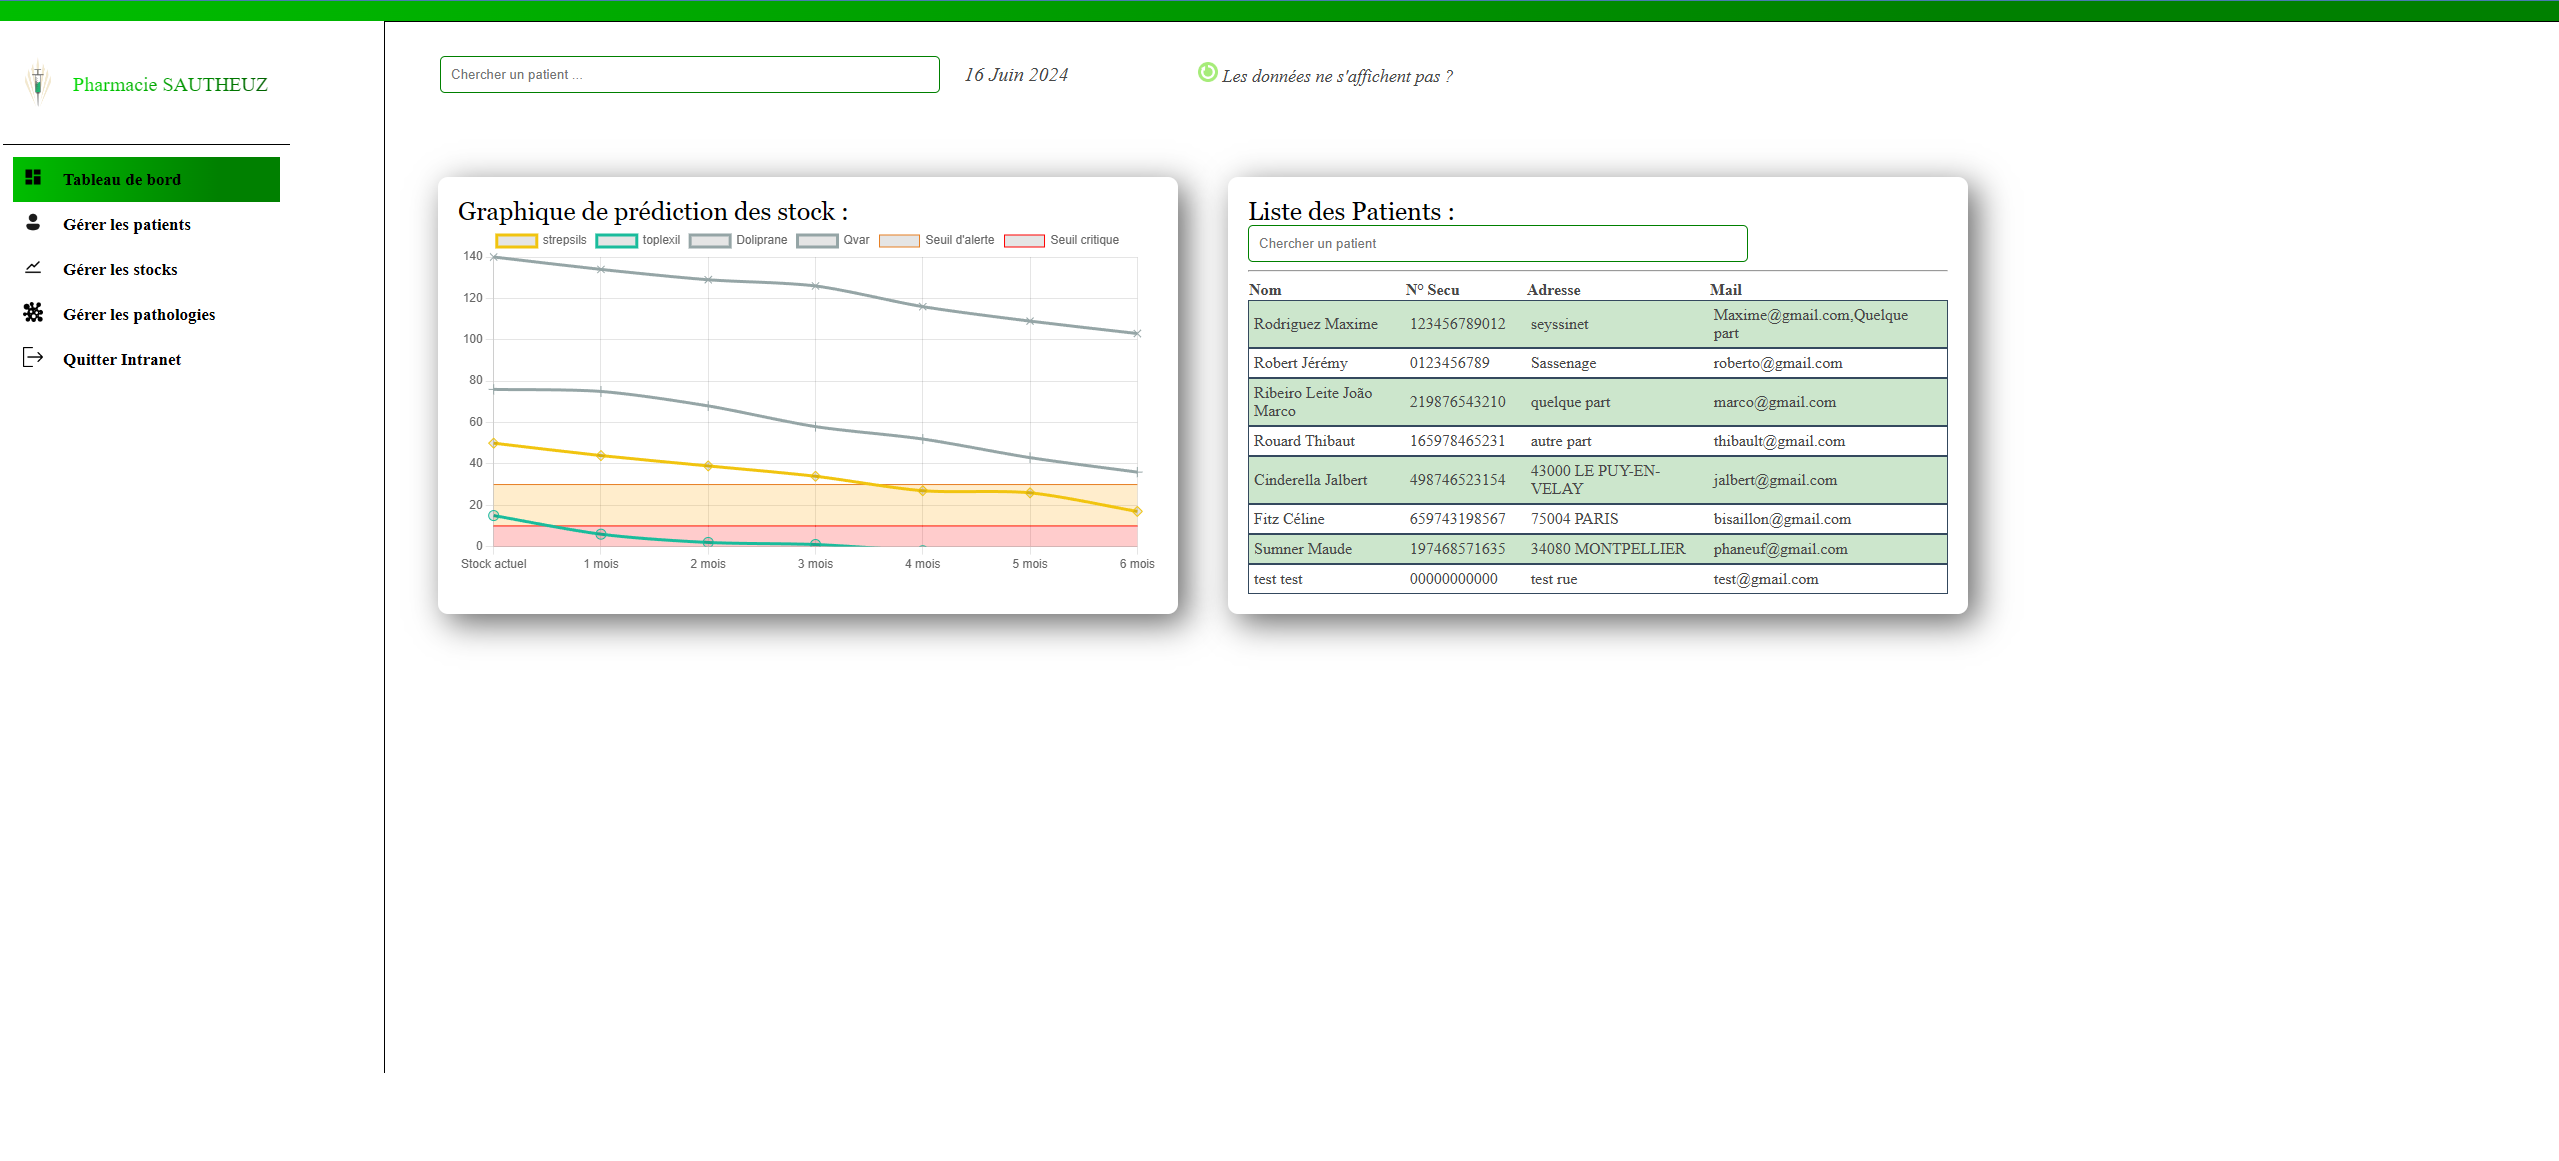 Pharmacie SAUTHEUZ
Tableau de bord
Gérer les patients
Gérer les stocks
Gérer les pathologies
Quitter Intranet
Chercher un patient ...
16 Juin 2024
Les données ne s'affichent pas ?
Graphique de prédiction des stock :
strepsils toplexil Doliprane Qvar Seuil d'alerte Seuil critique
140
120
100
80
60
40
20
0
Stock actuel 1 mois 2 mois 3 mois 4 mois 5 mois 6 mois
Liste des Patients :
Chercher un patient
Nom N° Secu Adresse Mail
Rodriguez Maxime 123456789012 seyssinet Maxime@gmail.com,Quelque
part
Robert Jérémy 0123456789 Sassenage roberto@gmail.com
Ribeiro Leite João
Marco 219876543210 quelque part marco@gmail.com
Rouard Thibaut 165978465231 autre part thibault@gmail.com
Cinderella Jalbert 498746523154 43000 LE PUY-EN-
VELAY jalbert@gmail.com
Fitz Céline 659743198567 75004 PARIS bisaillon@gmail.com
Sumner Maude 197468571635 34080 MONTPELLIER phaneuf@gmail.com
test test 00000000000 test rue test@gmail.com